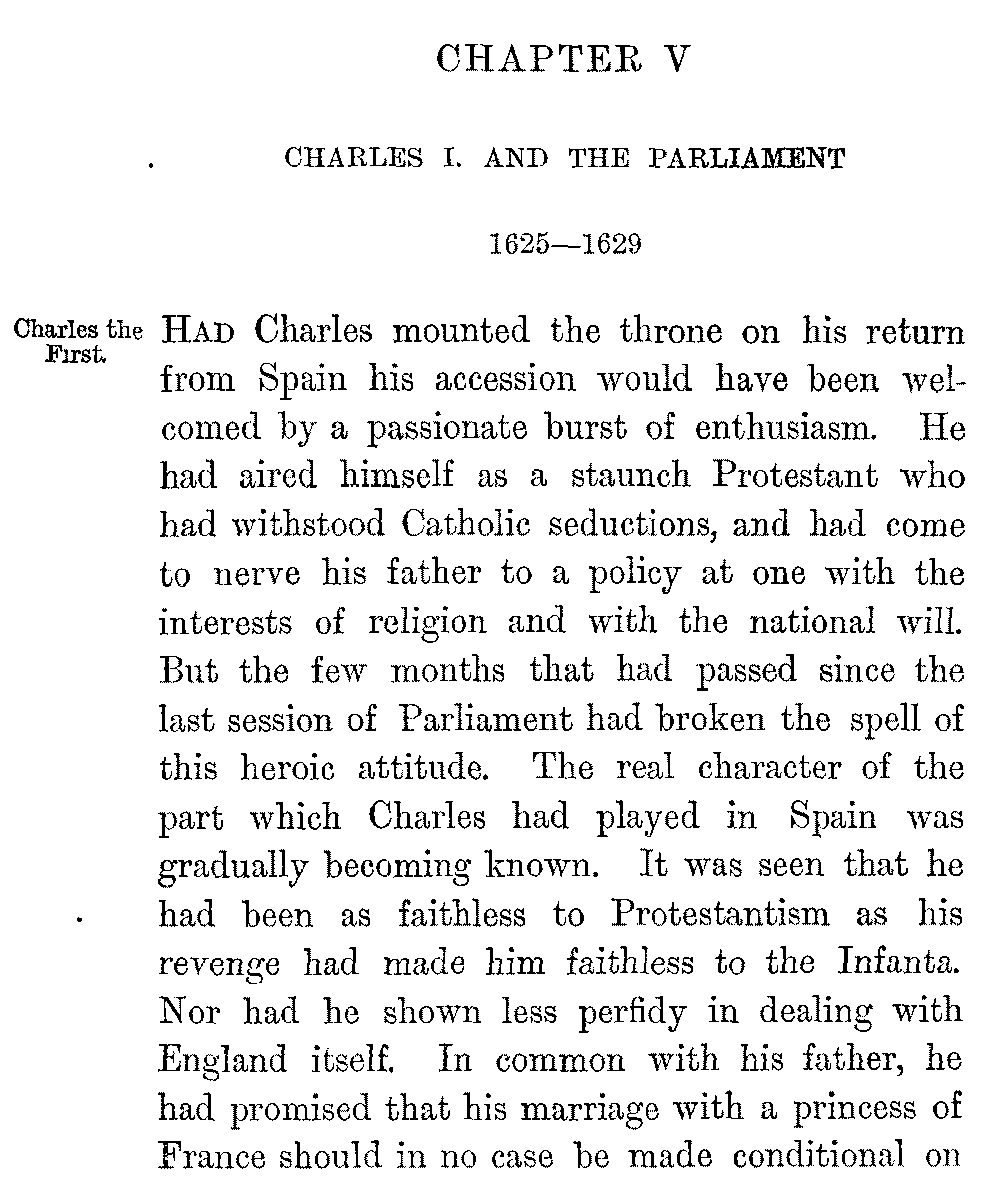 CHAPTER V
CHARLES I. AND THE PARLIAMENT
1625—1629
Charles the
First.
HAD Charles mounted the throne on his return
from Spain his accession would have been wel-
comed by a passionate burst of enthusiasm. He
had aired himself as a staunch Protestant who
had withstood Catholic seductions, and had come
to nerve his father to a policy at one with the
interests of religion and with the national will.
But the few months that had passed since the
last session of Parliament had broken the spell of
this heroic attitude. The real character of the
part which Charles had played in Spain was
gradually becoming known. It was seen that he
had been as faithless to Protestantism as his
revenge had made him faithless to the Infanta.
Nor had he shown less perfidy in dealing with
England itself. In common with his father, he
had promised that his marriage with a princess of
France should in no case be made conditional on